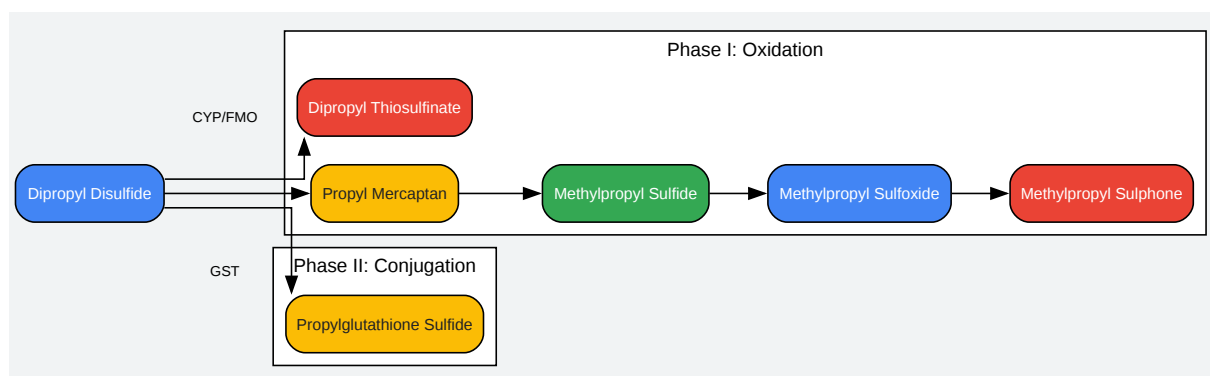 Phase I: Oxidation
Dipropyl Thiosulfinate
CYP/FMO
Dipropyl Disulfide
Propyl Mercaptan
Methylpropyl Sulfide
Methylpropyl Sulfoxide
Methylpropyl Sulphone
GST
Phase II: Conjugation
Propylglutathione Sulfide